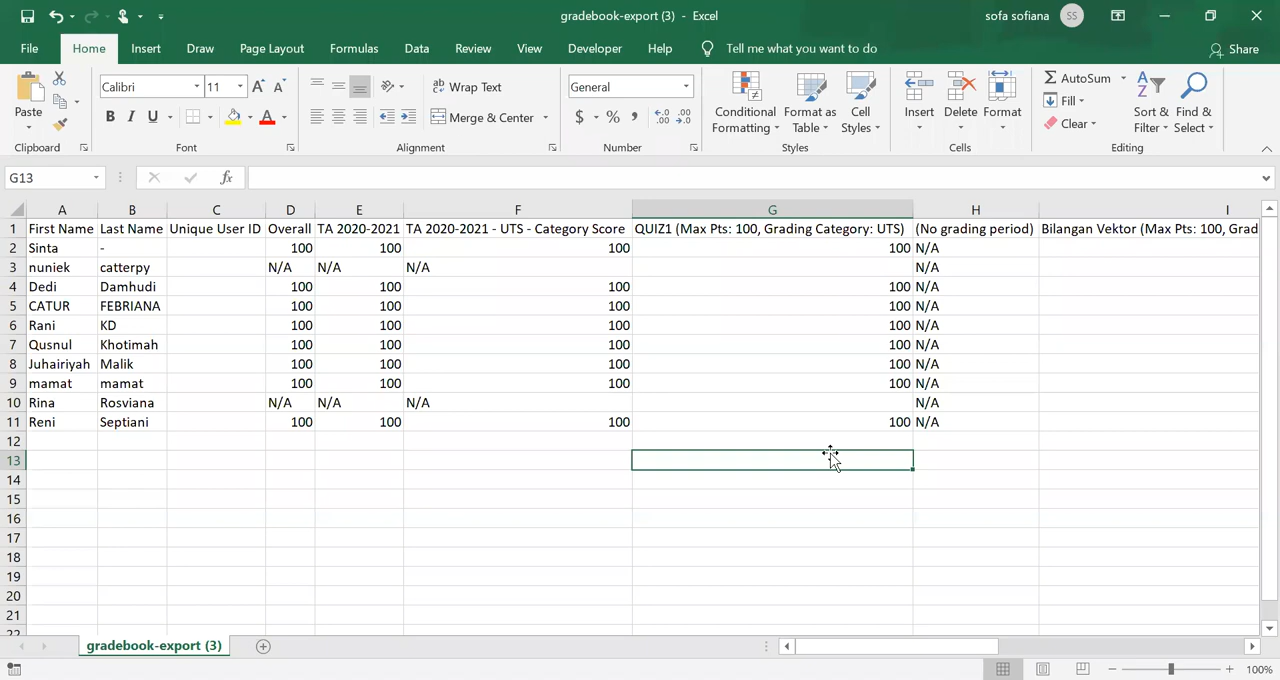 gradebook-export (3) - Excel
sofa sofiana SS
File Home Insert Draw Page Layout Formulas Data Review View Developer Help Tell me what you want to do Share
Paste
Clipboard
Calibri 11
B I U
Font
Wrap Text
Merge & Center
Alignment
General
$ % ,
Number
Conditional Formatting
Format as Table
Cell Styles
Styles
Insert Delete Format
Cells
AutoSum
Fill
Clear
Sort & Filter
Find & Select
Editing
G13 fx
A B C D E F G H I
1 First Name Last Name Unique User ID Overall TA 2020-2021 TA 2020-2021 - UTS - Category Score QUIZ1 (Max Pts: 100, Grading Category: UTS) (No grading period) Bilangan Vektor (Max Pts: 100, Grad
2 Sinta - 100 100 100 100 N/A
3 nuniek catterpy N/A N/A N/A N/A
4 Dedi Damhudi 100 100 100 100 N/A
5 CATUR FEBRIANA 100 100 100 100 N/A
6 Rani KD 100 100 100 100 N/A
7 Qusnul Khotimah 100 100 100 100 N/A
8 Juhairiyah Malik 100 100 100 100 N/A
9 mamat mamat 100 100 100 100 N/A
10 Rina Rosviana N/A N/A N/A N/A
11 Reni Septiani 100 100 100 100 N/A
12
13
14
15
16
17
18
19
20
21
22
gradebook-export (3)
100%